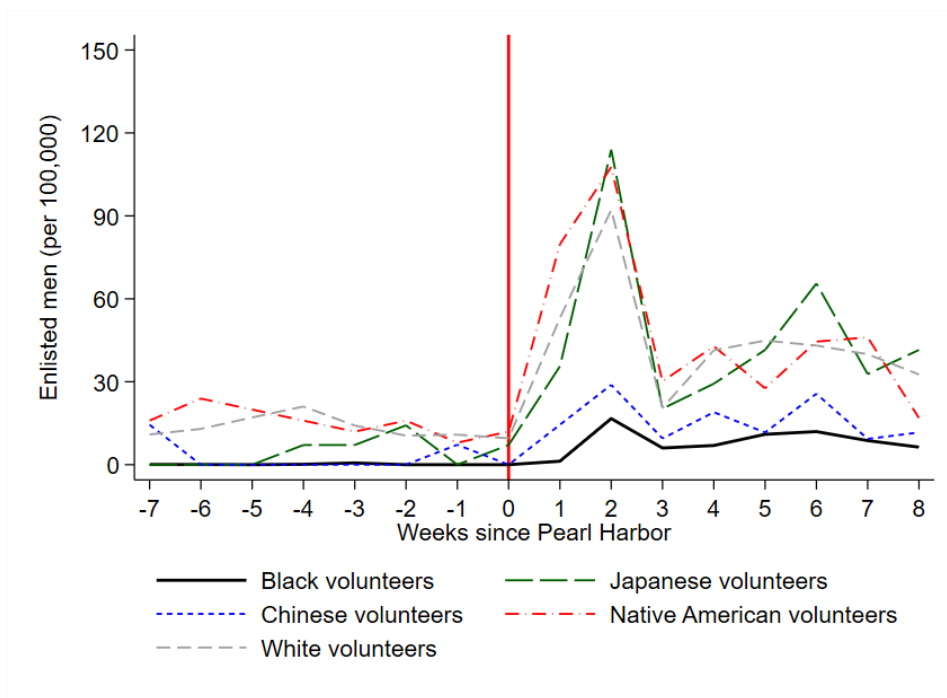 Enlisted men (per 100,000)
150
120
90
60
30
0
-7 -6 -5 -4 -3 -2 -1 0 1 2 3 4 5 6 7 8
Weeks since Pearl Harbor
Black volunteers Japanese volunteers
Chinese volunteers Native American volunteers
White volunteers